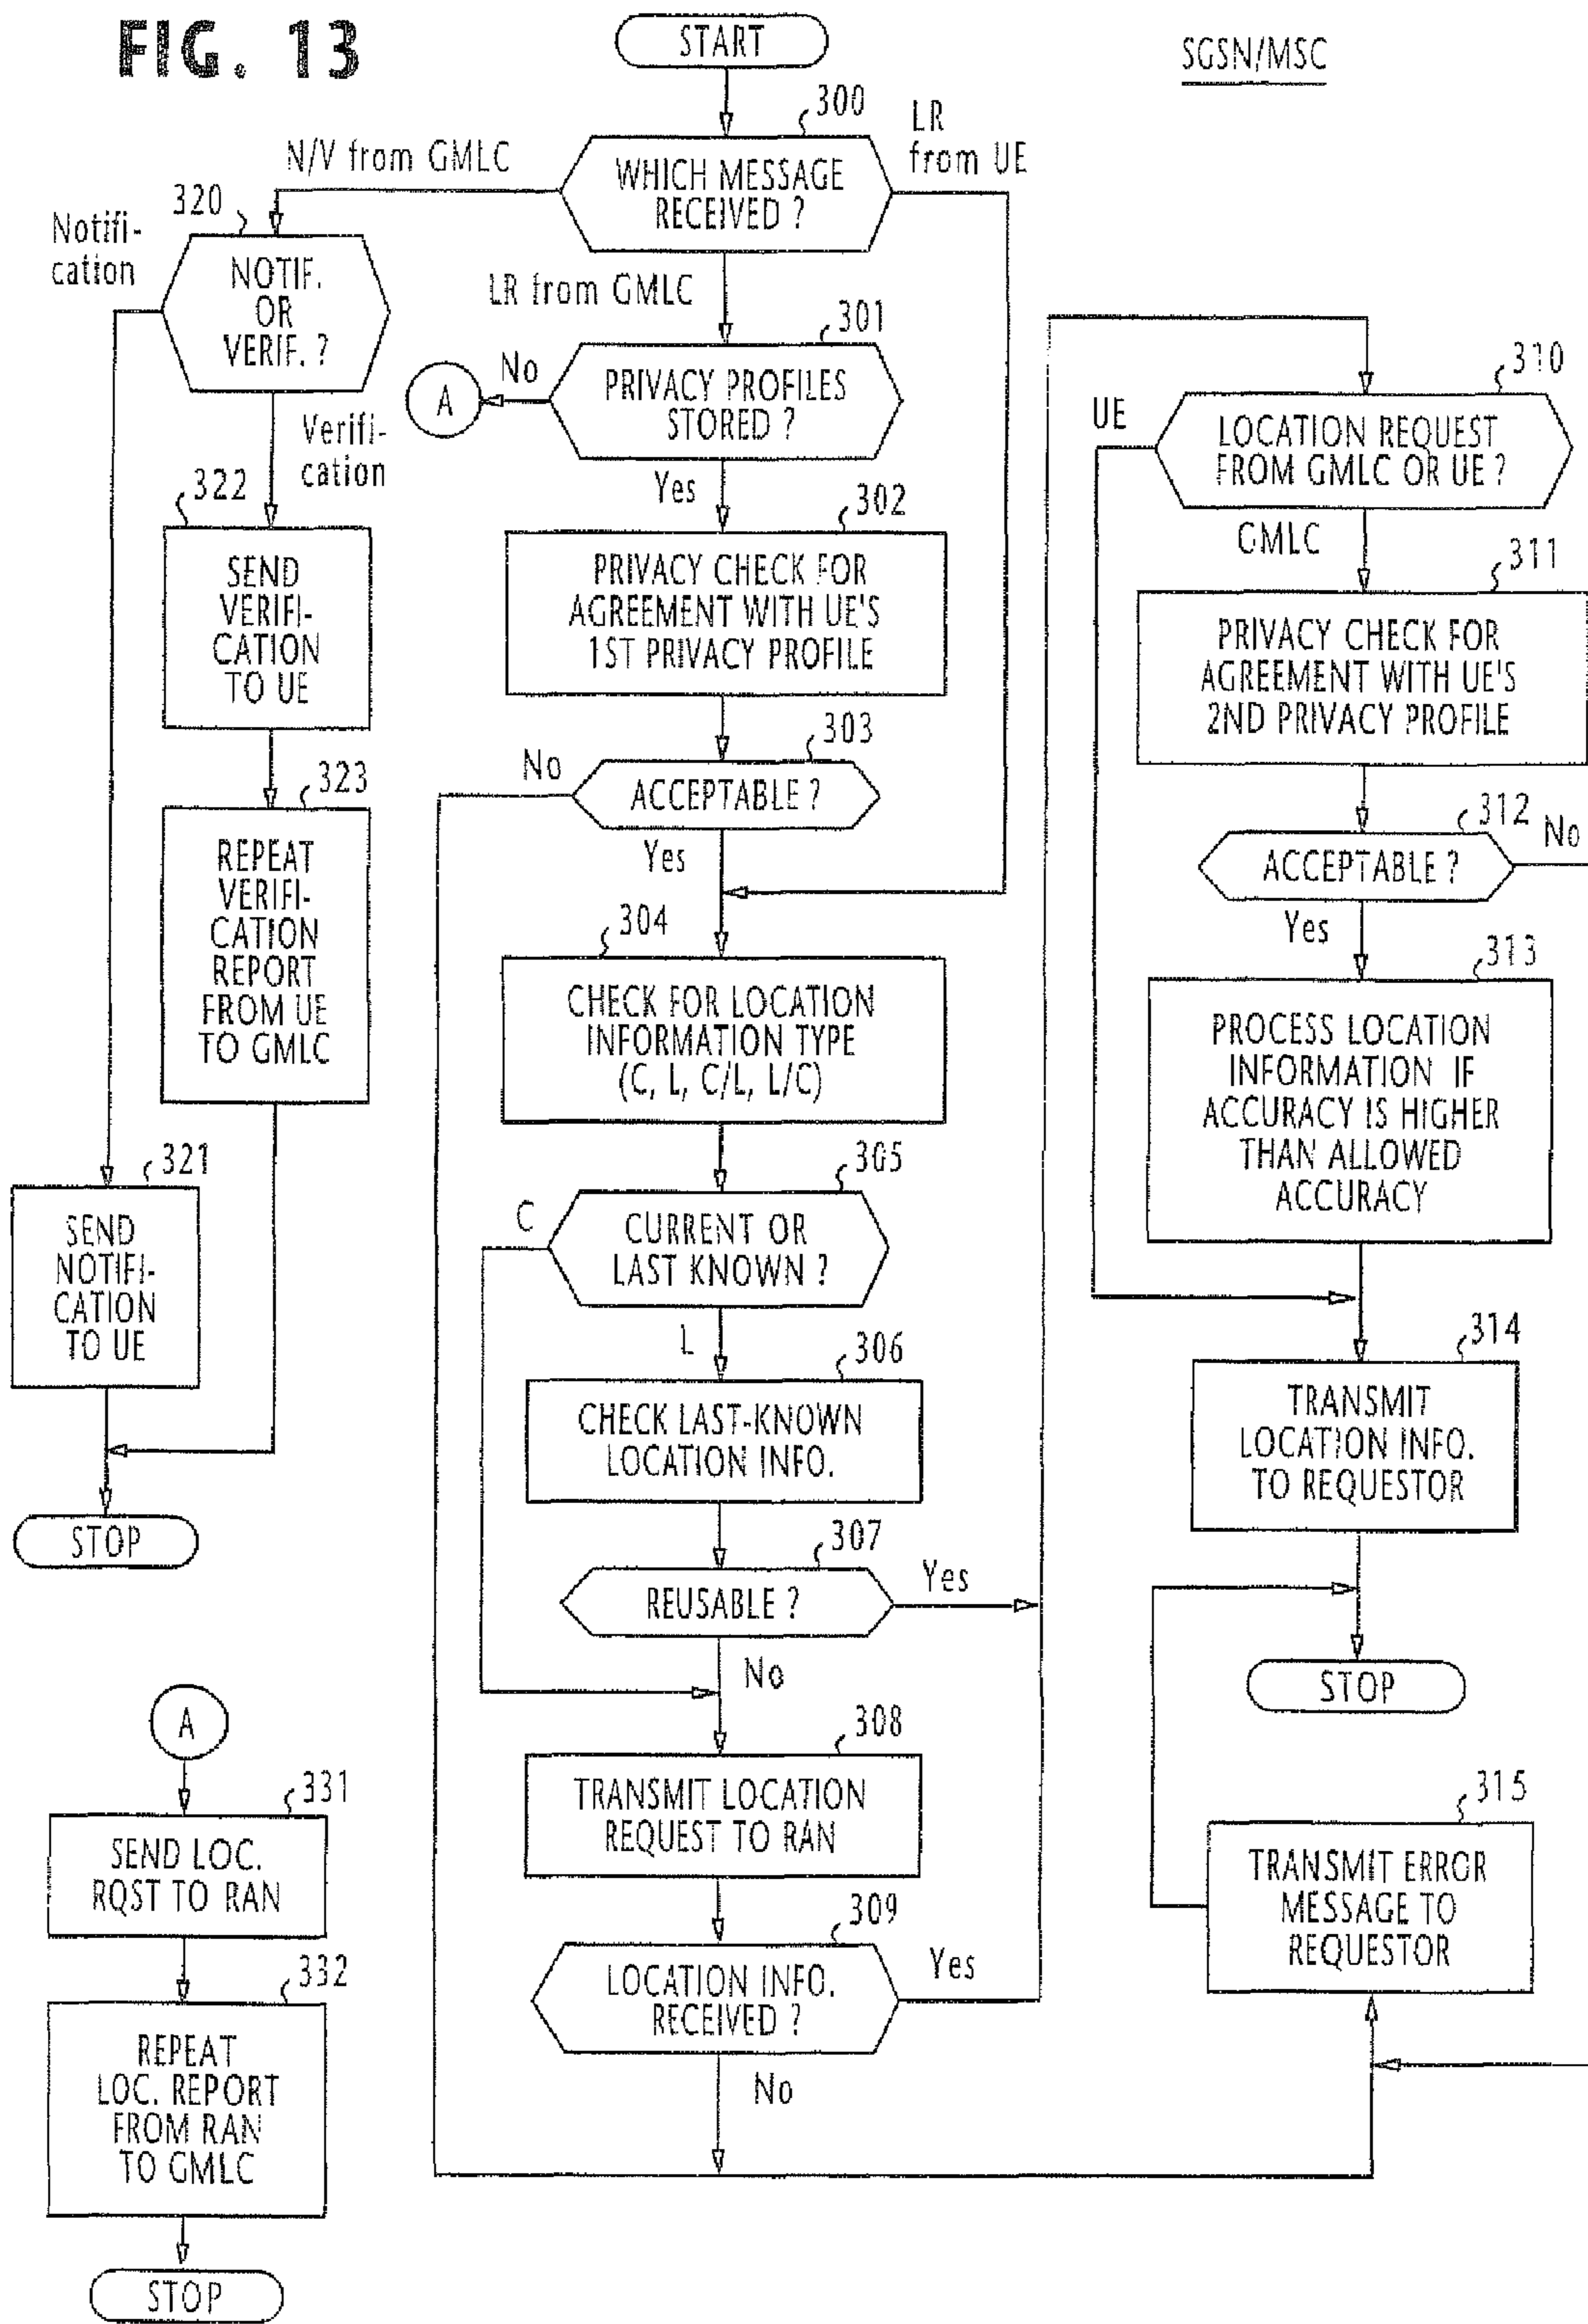 FIG. 13
START
SGSN/MSC
300
N/V from GMLC
LR
from UE
WHICH MESSAGE
RECEIVED ?
320
Notifi-
cation
NOTIF.
OR
VERIF. ?
LR from GMLC
301
No
A
PRIVACY PROFILES
STORED ?
Yes
Verifi-
cation
322
SEND
VERIFI-
CATION
TO UE
302
PRIVACY CHECK FOR
AGREEMENT WITH UE'S
1ST PRIVACY PROFILE
303
No
ACCEPTABLE ?
Yes
323
REPEAT
VERIFI-
CATION
REPORT
FROM UE
TO GMLC
304
CHECK FOR LOCATION
INFORMATION TYPE
(C, L, C/L, L/C)
305
C
CURRENT OR
LAST KNOWN ?
L
321
SEND
NOTIFI-
CATION
TO UE
STOP
306
CHECK LAST-KNOWN
LOCATION INFO.
307
REUSABLE ?
Yes
No
308
TRANSMIT LOCATION
REQUEST TO RAN
309
LOCATION INFO.
RECEIVED ?
Yes
No
310
UE
LOCATION REQUEST
FROM GMLC OR UE ?
GMLC
311
PRIVACY CHECK FOR
AGREEMENT WITH UE'S
2ND PRIVACY PROFILE
312
No
ACCEPTABLE ?
Yes
313
PROCESS LOCATION
INFORMATION IF
ACCURACY IS HIGHER
THAN ALLOWED
ACCURACY
314
TRANSMIT
LOCATION INFO.
TO REQUESTOR
STOP
315
TRANSMIT ERROR
MESSAGE TO
REQUESTOR
A
331
SEND LOC.
RQST TO RAN
332
REPEAT
LOC. REPORT
FROM RAN
TO GMLC
STOP